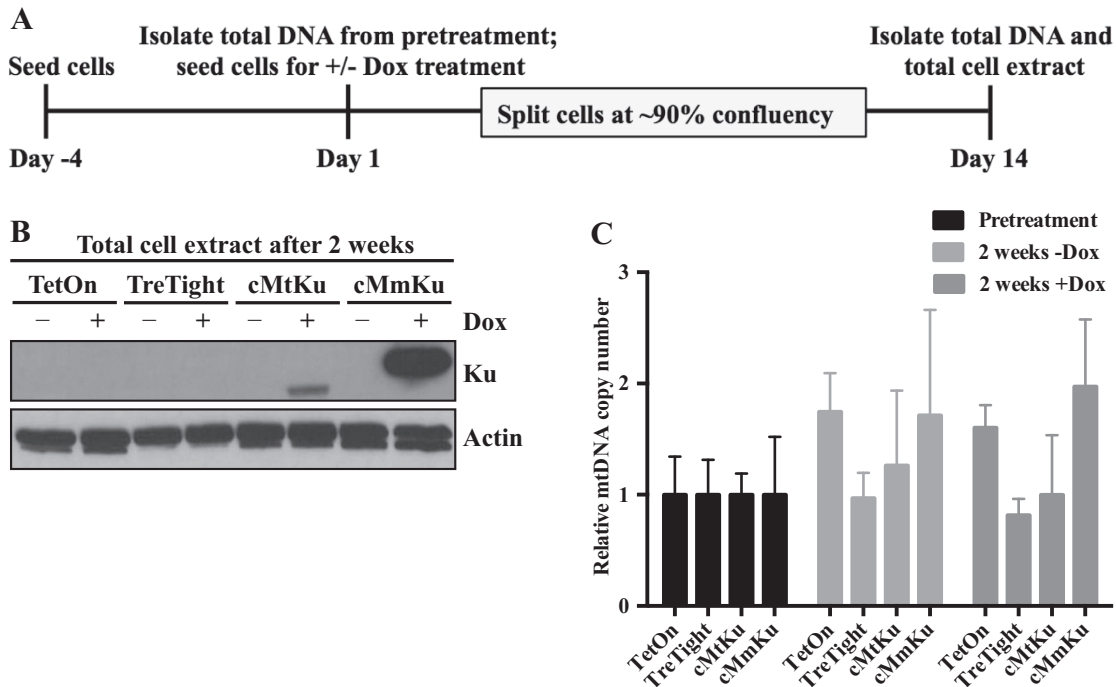 A
Isolate total DNA from pretreatment;
seed cells for +/- Dox treatment
Isolate total DNA and
total cell extract
Seed cells
Split cells at ~90% confluency
Day -4
Day 1
Day 14
B
Total cell extract after 2 weeks
TetOn TreTight cMtKu cMmKu
− + − + − + − + Dox
Ku
Actin
C
Pretreatment
2 weeks -Dox
2 weeks +Dox
Relative mtDNA copy number
3
2
1
0
TetOn TreTight cMtKu cMmKu TetOn TreTight cMtKu cMmKu TetOn TreTight cMtKu cMmKu